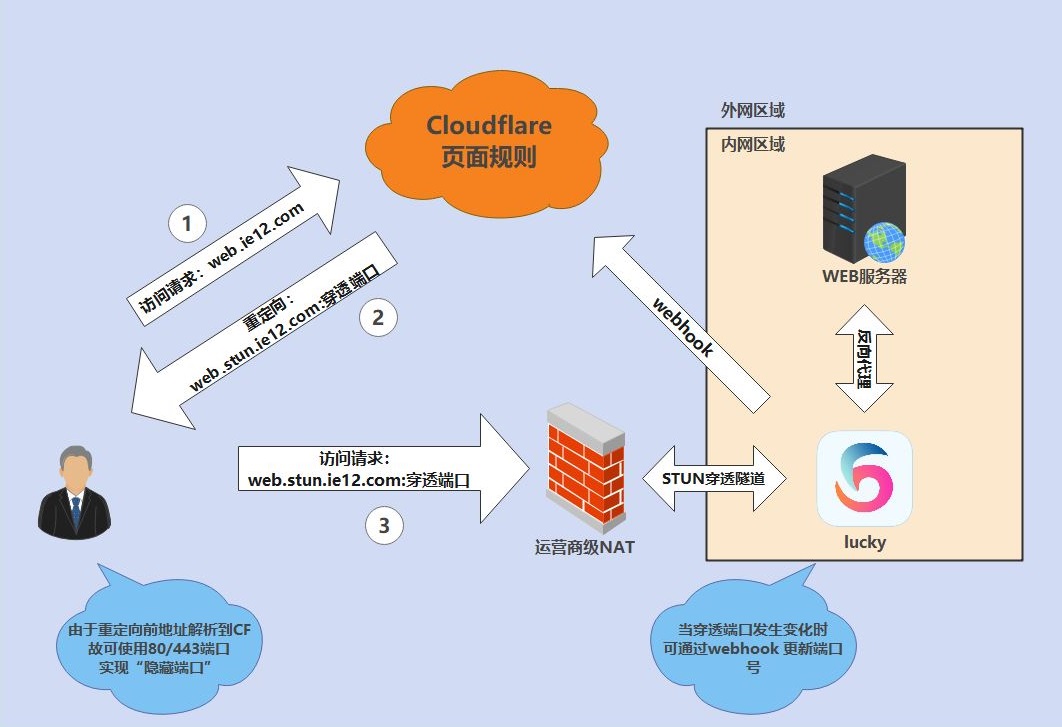 Cloudflare
页面规则
外网区域
内网区域
WEB服务器
1
访问请求：web.ie12.com
重定向：
web.stun.ie12.com:穿透端口
2
webhook
反向代理
访问请求：
web.stun.ie12.com:穿透端口
3
运营商级NAT
STUN穿透隧道
lucky
由于重定向前地址解析到CF
故可使用80/443端口
实现“隐藏端口”
当穿透端口发生变化时
可通过webhook 更新端口
号